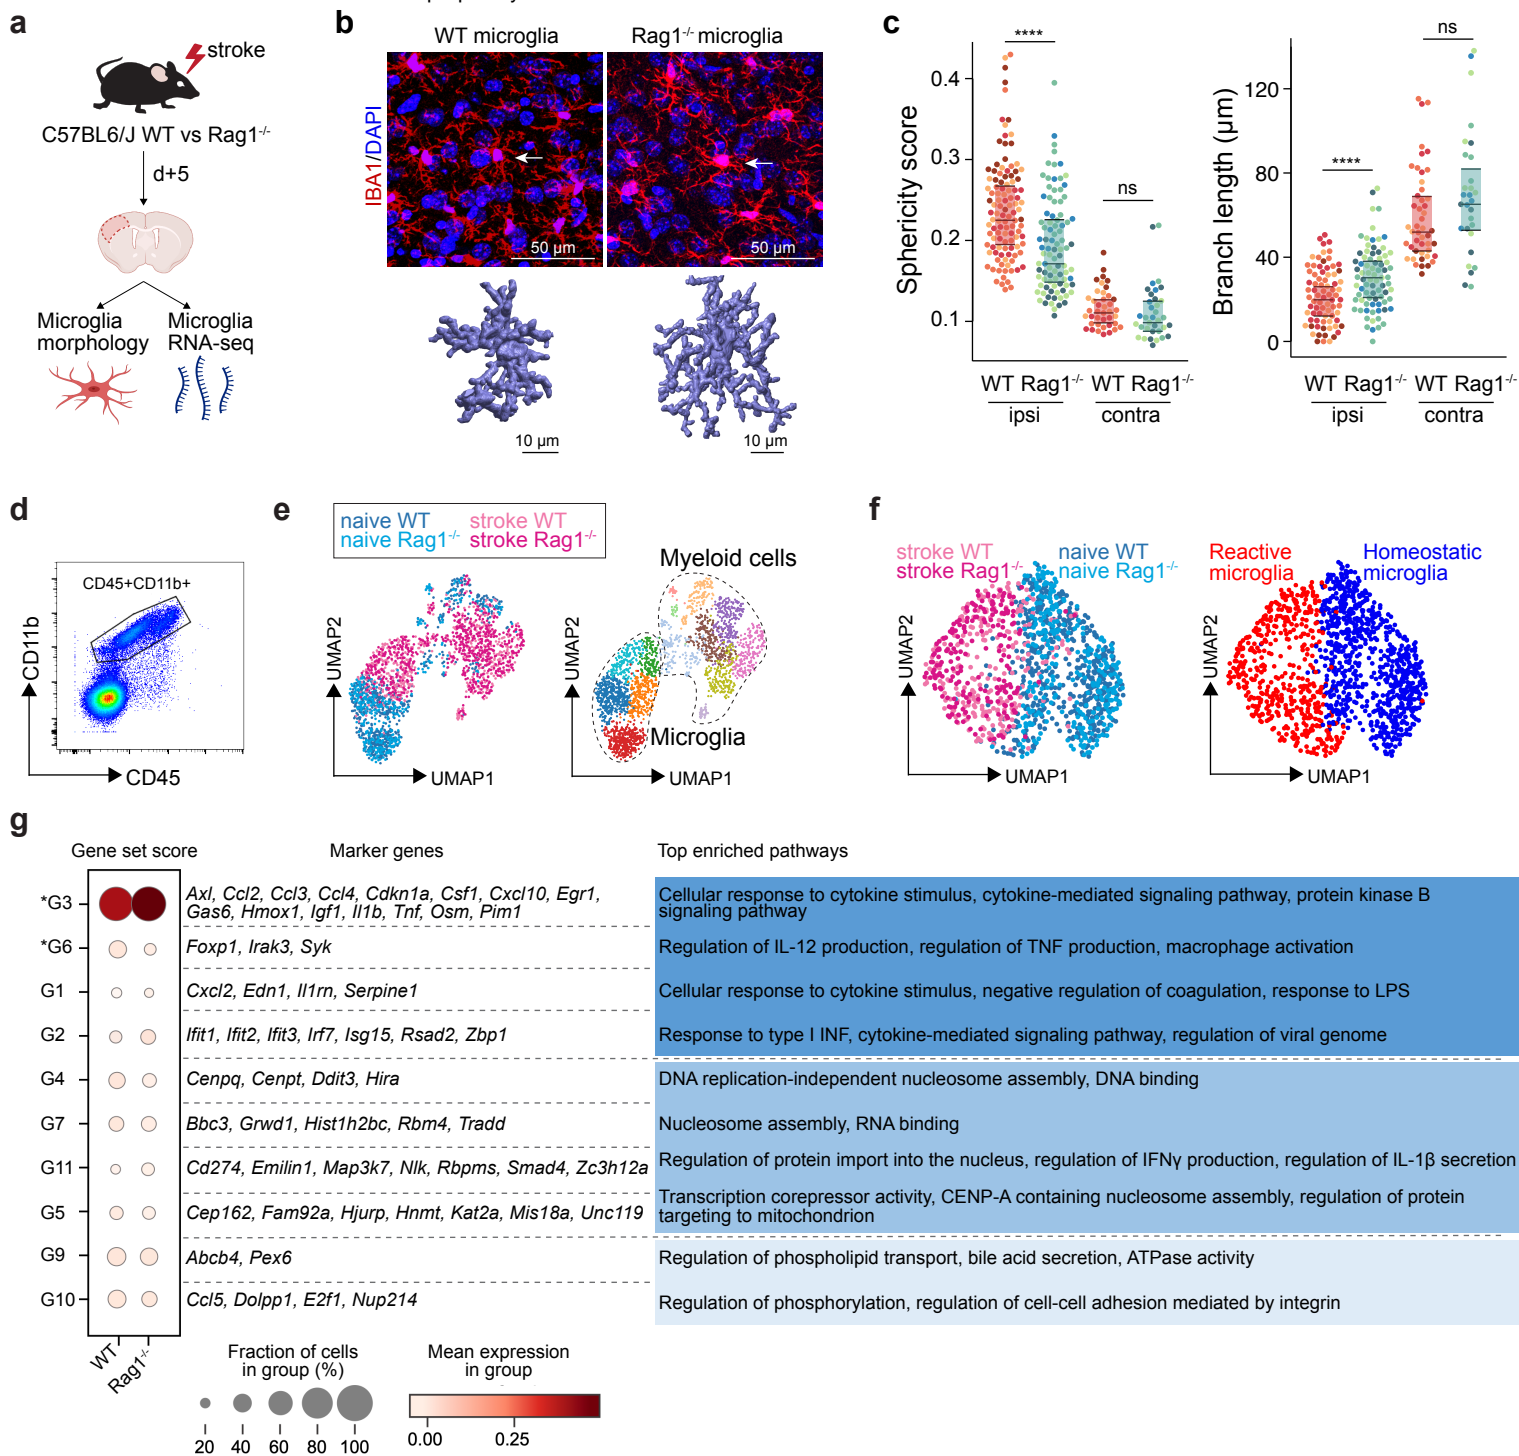 a
stroke
C57BL6/J WT vs Rag1-/-
d+5
Microglia
morphology
Microglia
RNA-seq
b
WT microglia
Rag1-/- microglia
IBA1/DAPI
50 µm
50 µm
10 µm
10 µm
c
Sphericity score
0.4
0.3
0.2
0.1
****
ns
WT Rag1-/- WT Rag1-/-
ipsi
contra
Branch length (µm)
120
80
40
0
****
ns
WT Rag1-/- WT Rag1-/-
ipsi
contra
d
CD45+CD11b+
CD11b
CD45
e
naive WT
stroke WT
naive Rag1-/-
stroke Rag1-/-
UMAP2
UMAP1
Myeloid cells
Microglia
UMAP2
UMAP1
f
stroke WT
stroke Rag1-/-
naive WT
naive Rag1-/-
UMAP2
UMAP1
Reactive
microglia
Homeostatic
microglia
UMAP2
UMAP1
g
Gene set score
Marker genes
Top enriched pathways
*G3
Axl, Ccl2, Ccl3, Ccl4, Cdkn1a, Csf1, Cxcl10, Egr1,
Gas6, Hmox1, Igf1, Il1b, Tnf, Osm, Pim1
Cellular response to cytokine stimulus, cytokine-mediated signaling pathway, protein kinase B
signaling pathway
*G6
Foxp1, Irak3, Syk
Regulation of IL-12 production, regulation of TNF production, macrophage activation
G1
Cxcl2, Edn1, Il1rn, Serpine1
Cellular response to cytokine stimulus, negative regulation of coagulation, response to LPS
G2
Ifit1, Ifit2, Ifit3, Irf7, Isg15, Rsad2, Zbp1
Response to type I INF, cytokine-mediated signaling pathway, regulation of viral genome
G4
Cenpq, Cenpt, Ddit3, Hira
DNA replication-independent nucleosome assembly, DNA binding
G7
Bbc3, Grwd1, Hist1h2bc, Rbm4, Tradd
Nucleosome assembly, RNA binding
G11
Cd274, Emilin1, Map3k7, Nlk, Rbpms, Smad4, Zc3h12a
Regulation of protein import into the nucleus, regulation of IFNγ production, regulation of IL-1β secretion
G5
Cep162, Fam92a, Hjurp, Hnmt, Kat2a, Mis18a, Unc119
Transcription corepressor activity, CENP-A containing nucleosome assembly, regulation of protein
targeting to mitochondrion
G9
Abcb4, Pex6
Regulation of phospholipid transport, bile acid secretion, ATPase activity
G10
Ccl5, Dolpp1, E2f1, Nup214
Regulation of phosphorylation, regulation of cell-cell adhesion mediated by integrin
WT
Rag1-/-
Fraction of cells
in group (%)
20 40 60 80 100
Mean expression
in group
0.00 0.25